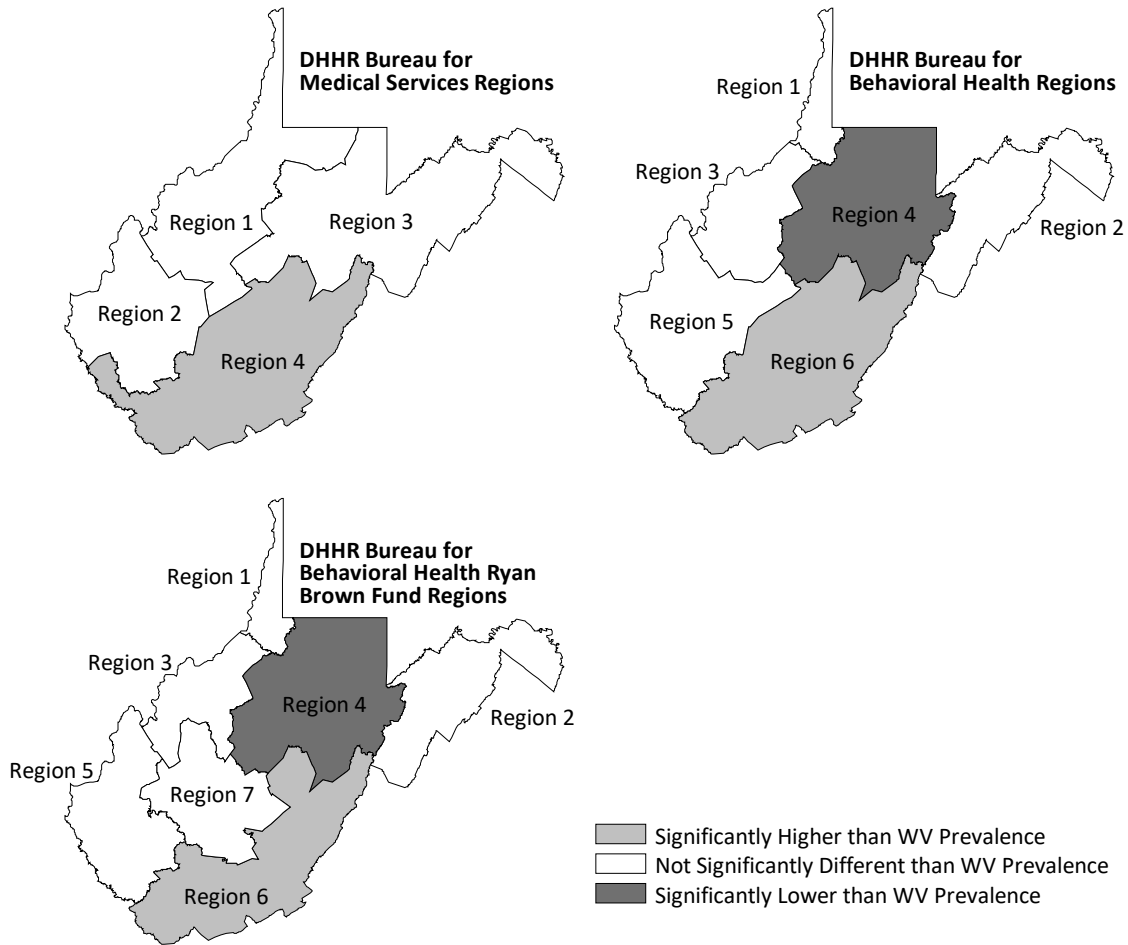 DHHR Bureau for
Medical Services Regions
Region 1
Region 3
Region 2
Region 4
DHHR Bureau for
Behavioral Health Regions
Region 1
Region 3
Region 4
Region 2
Region 5
Region 6
DHHR Bureau for
Behavioral Health Ryan
Brown Fund Regions
Region 1
Region 3
Region 4
Region 2
Region 5
Region 7
Region 6
Significantly Higher than WV Prevalence
Not Significantly Different than WV Prevalence
Significantly Lower than WV Prevalence